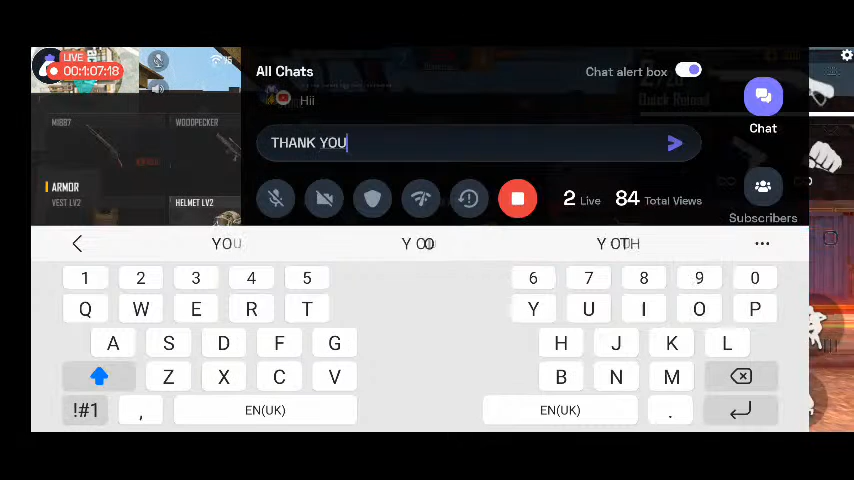 LIVE
00:1:07:18
M1887
WOODPECKER
ARMOR
VEST LV2
HELMET LV2
All Chats
Hii
Chat alert box
THANK YOU
2 Live 84 Total Views
Quick Reload
Chat
Subscribers
YOU
1 2 3 4 5 6 7 8 9 0
Q W E R T Y U I O P
A S D F G H J K L
Z X C V B N M
!#1 , EN(UK) EN(UK) .